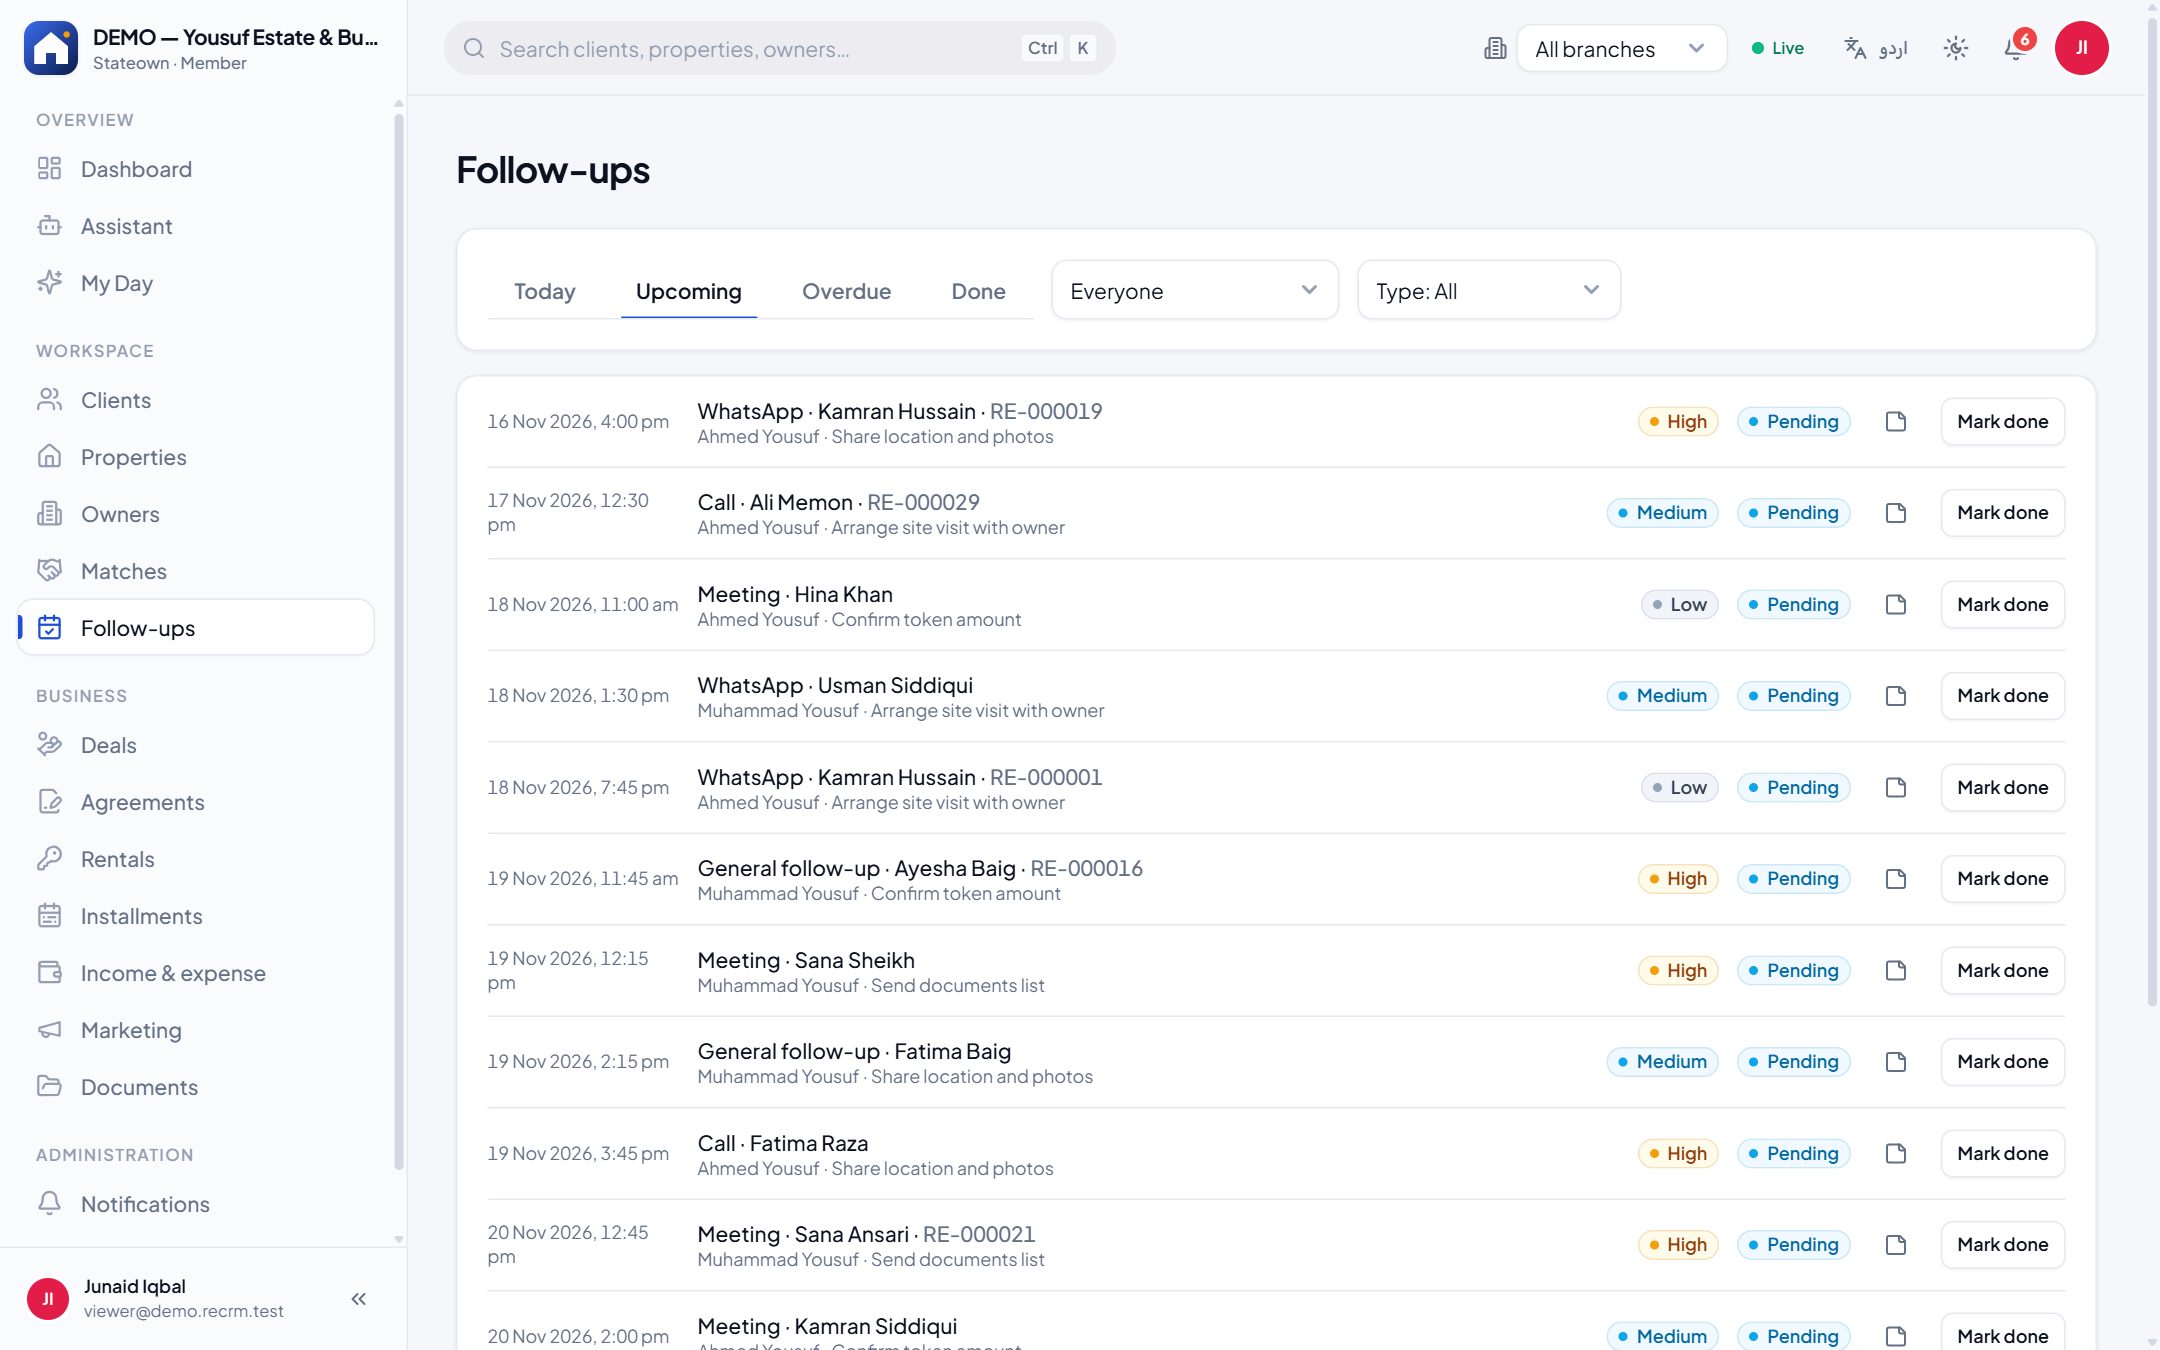 DEMO — Yousuf Estate & Bu...
Stateown · Member
OVERVIEW
Dashboard
Assistant
My Day
WORKSPACE
Clients
Properties
Owners
Matches
Follow-ups
BUSINESS
Deals
Agreements
Rentals
Installments
Income & expense
Marketing
Documents
ADMINISTRATION
Notifications
JI
Junaid Iqbal
viewer@demo.recrm.test
Search clients, properties, owners...
Ctrl K
All branches
Live
اردو
6
JI
Follow-ups
Today Upcoming Overdue Done
Everyone
Type: All
16 Nov 2026, 4:00 pm
WhatsApp · Kamran Hussain · RE-000019
Ahmed Yousuf · Share location and photos
High Pending Mark done
17 Nov 2026, 12:30
pm
Call · Ali Memon · RE-000029
Ahmed Yousuf · Arrange site visit with owner
Medium Pending Mark done
18 Nov 2026, 11:00 am
Meeting · Hina Khan
Ahmed Yousuf · Confirm token amount
Low Pending Mark done
18 Nov 2026, 1:30 pm
WhatsApp · Usman Siddiqui
Muhammad Yousuf · Arrange site visit with owner
Medium Pending Mark done
18 Nov 2026, 7:45 pm
WhatsApp · Kamran Hussain · RE-000001
Ahmed Yousuf · Arrange site visit with owner
Low Pending Mark done
19 Nov 2026, 11:45 am
General follow-up · Ayesha Baig · RE-000016
Muhammad Yousuf · Confirm token amount
High Pending Mark done
19 Nov 2026, 12:15
pm
Meeting · Sana Sheikh
Muhammad Yousuf · Send documents list
High Pending Mark done
19 Nov 2026, 2:15 pm
General follow-up · Fatima Baig
Muhammad Yousuf · Share location and photos
Medium Pending Mark done
19 Nov 2026, 3:45 pm
Call · Fatima Raza
Ahmed Yousuf · Share location and photos
High Pending Mark done
20 Nov 2026, 12:45
pm
Meeting · Sana Ansari · RE-000021
Muhammad Yousuf · Send documents list
High Pending Mark done
20 Nov 2026, 2:00 pm
Meeting · Kamran Siddiqui
Ahmed Yousuf · Confirm token amount
Medium Pending Mark done